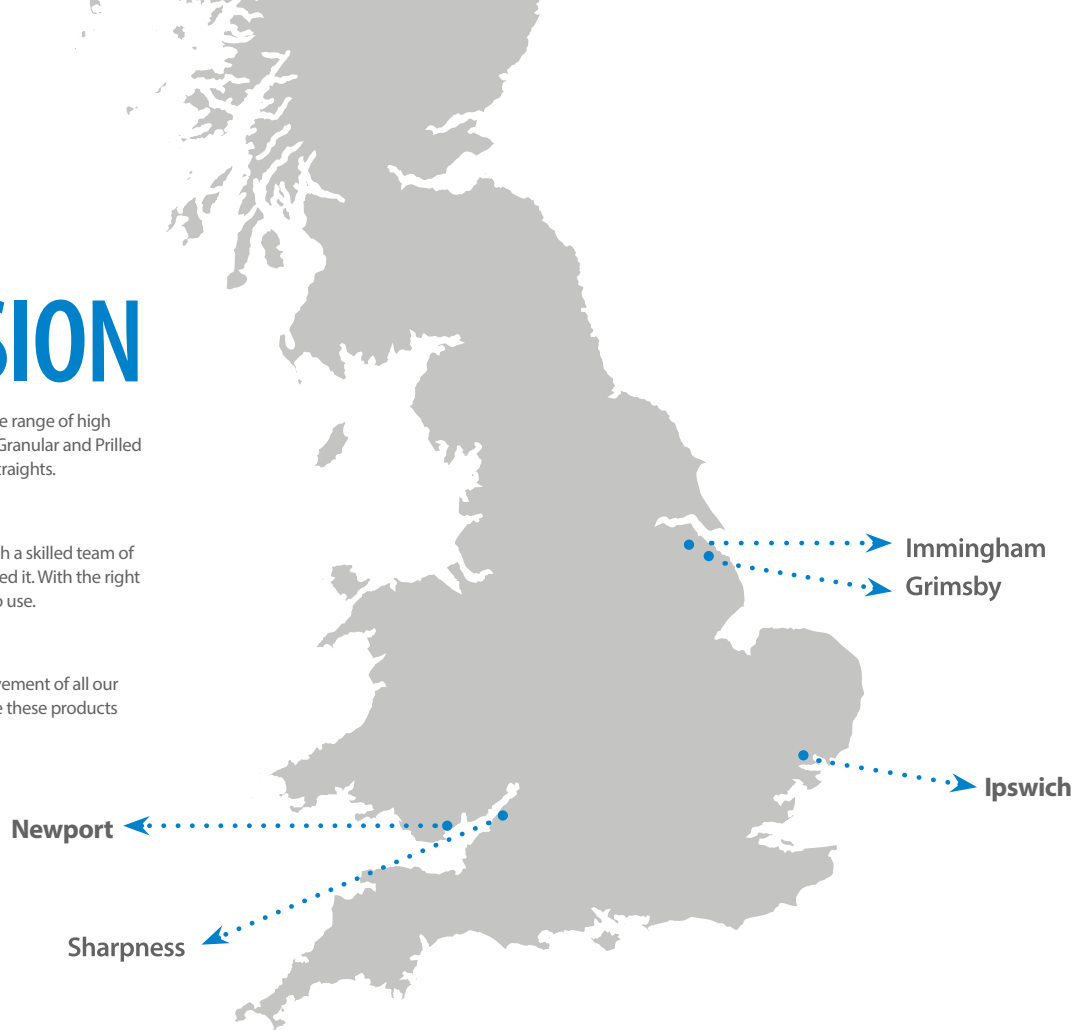 SION
e range of high
Granular and Prilled
traights.
h a skilled team of
ed it. With the right
o use.
vement of all our
e these products
Immingham
Grimsby
Ipswich
Newport
Sharpness